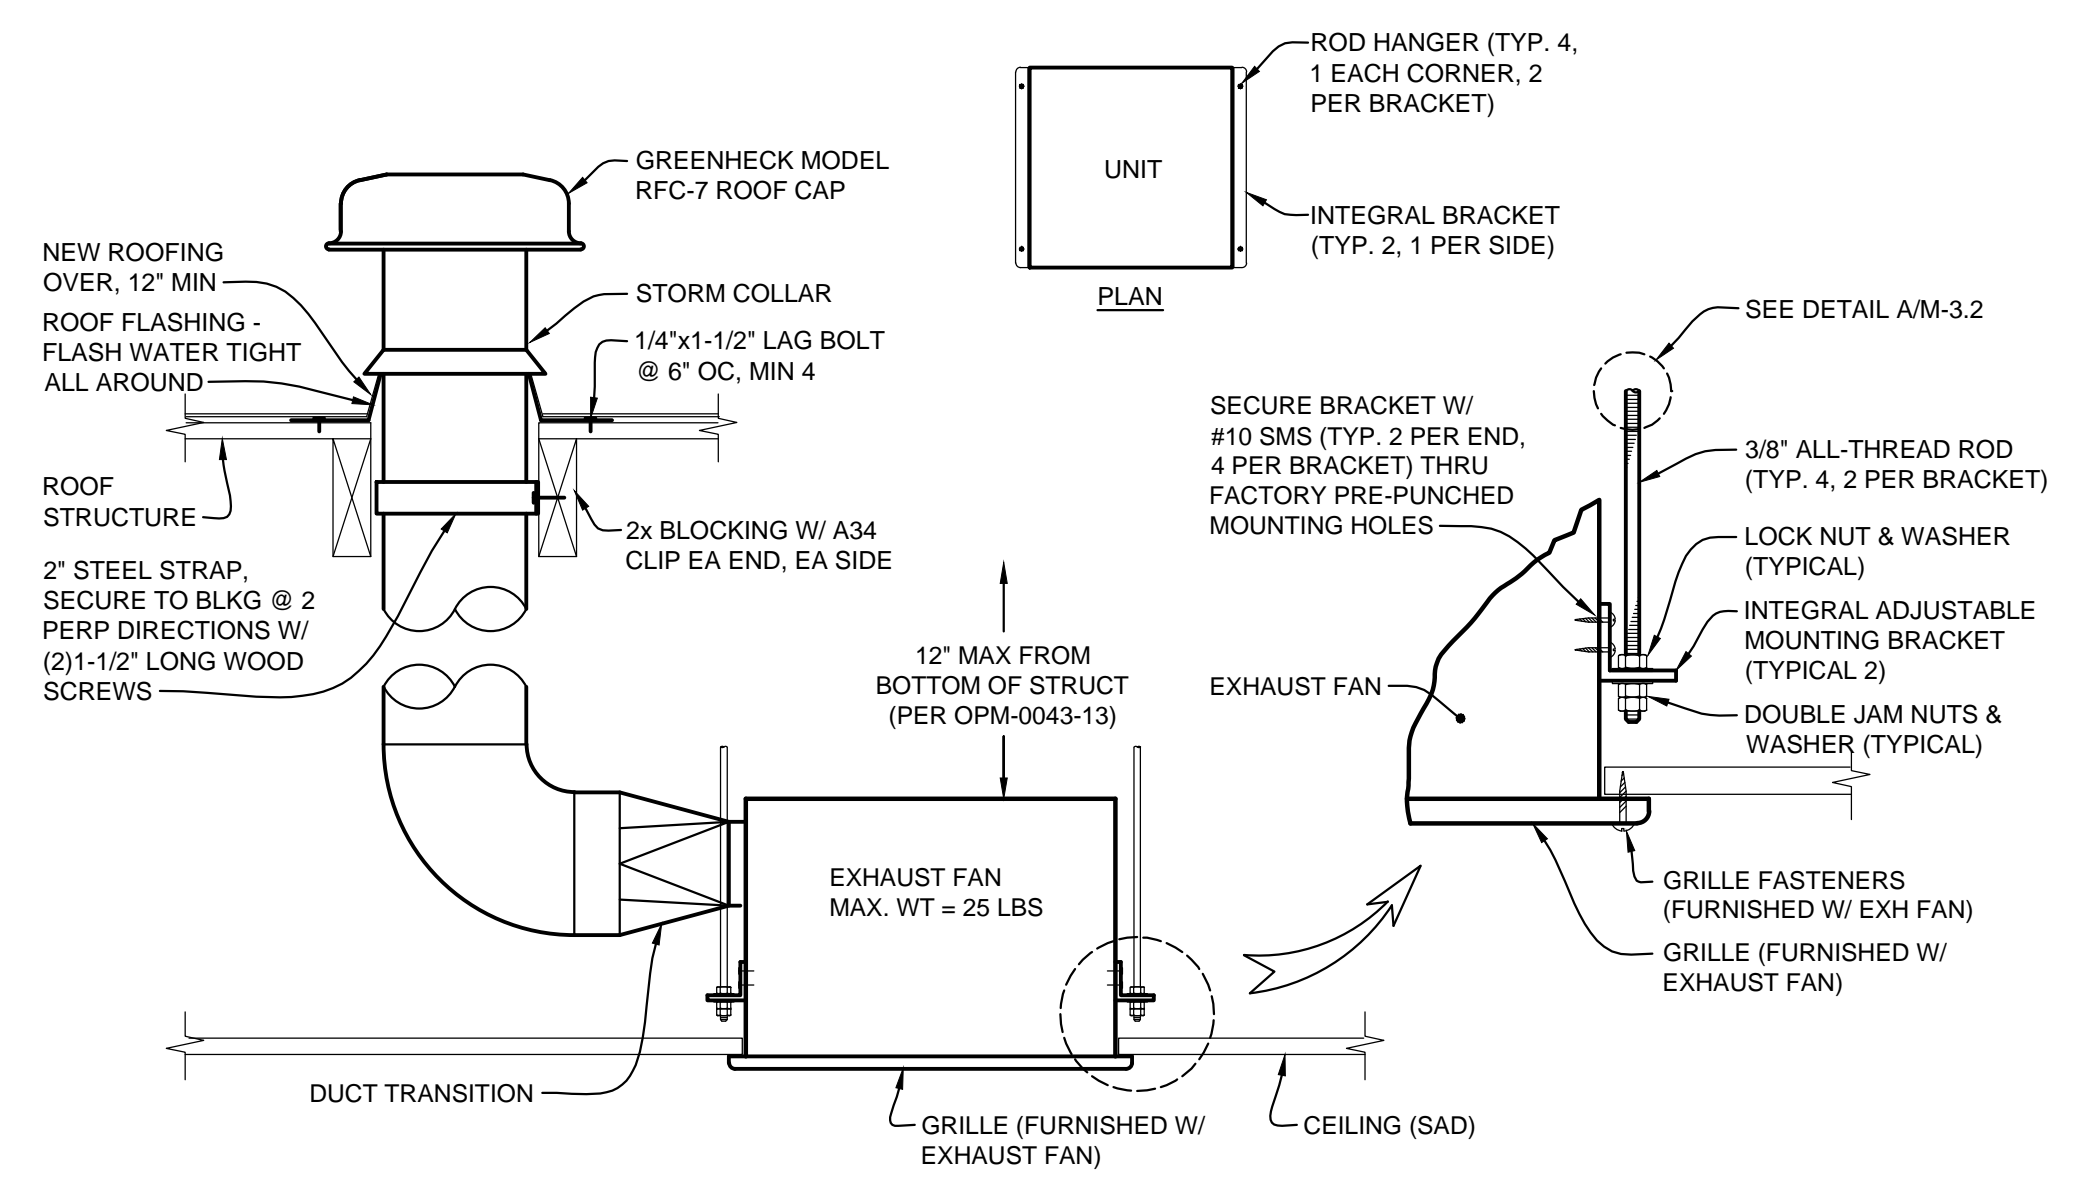 ROD HANGER (TYP. 4,
1 EACH CORNER, 2
PER BRACKET)
UNIT
INTEGRAL BRACKET
(TYP. 2, 1 PER SIDE)
PLAN
GREENHECK MODEL
RFC-7 ROOF CAP
NEW ROOFING
OVER, 12" MIN
ROOF FLASHING -
FLASH WATER TIGHT
ALL AROUND
STORM COLLAR
1/4"x1-1/2" LAG BOLT
@ 6" OC, MIN 4
ROOF
STRUCTURE
2x BLOCKING W/ A34
CLIP EA END, EA SIDE
2" STEEL STRAP,
SECURE TO BLKG @ 2
PERP DIRECTIONS W/
(2)1-1/2" LONG WOOD
SCREWS
12" MAX FROM
BOTTOM OF STRUCT
(PER OPM-0043-13)
EXHAUST FAN
MAX. WT = 25 LBS
DUCT TRANSITION
GRILLE (FURNISHED W/
EXHAUST FAN)
CEILING (SAD)
SEE DETAIL A/M-3.2
SECURE BRACKET W/
#10 SMS (TYP. 2 PER END,
4 PER BRACKET) THRU
FACTORY PRE-PUNCHED
MOUNTING HOLES
3/8" ALL-THREAD ROD
(TYP. 4, 2 PER BRACKET)
LOCK NUT & WASHER
(TYPICAL)
INTEGRAL ADJUSTABLE
MOUNTING BRACKET
(TYPICAL 2)
EXHAUST FAN
DOUBLE JAM NUTS &
WASHER (TYPICAL)
GRILLE FASTENERS
(FURNISHED W/ EXH FAN)
GRILLE (FURNISHED W/
EXHAUST FAN)